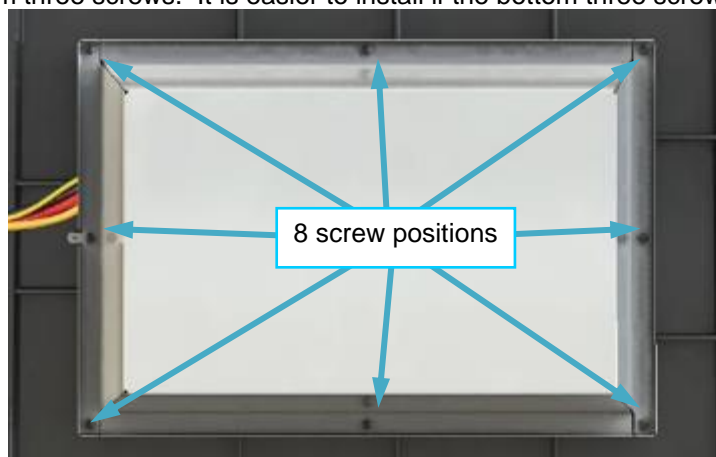 three screws. It is easier to install if the bottom three screw
8 screw positions